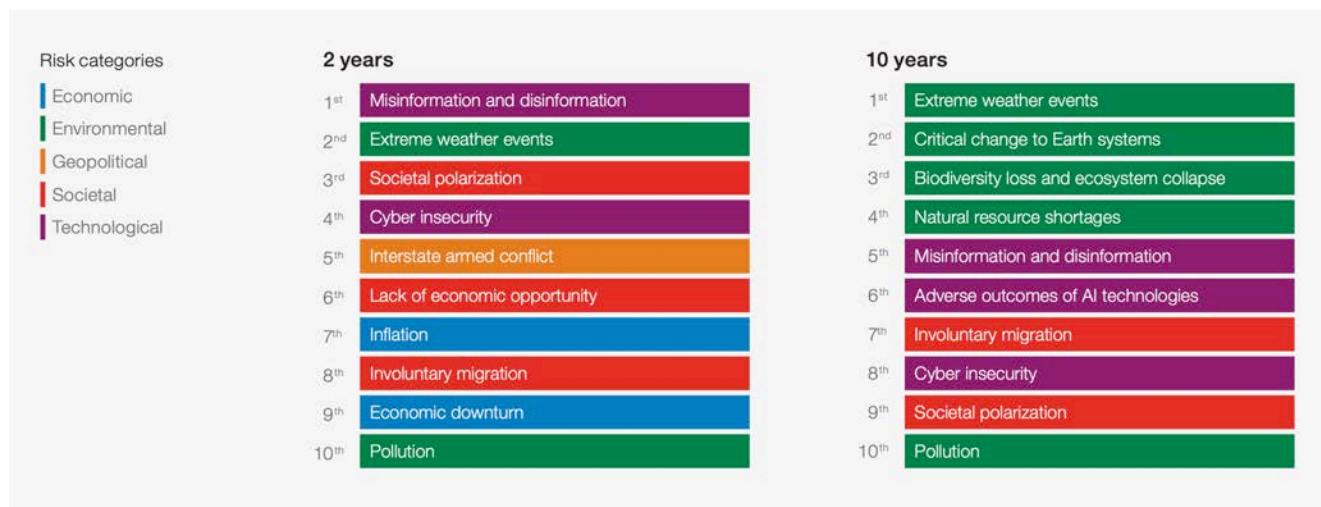 Risk categories
Economic
Environmental
Geopolitical
Societal
Technological
2 years
1st Misinformation and disinformation
2nd Extreme weather events
3rd Societal polarization
4th Cyber insecurity
5th Interstate armed conflict
6th Lack of economic opportunity
7th Inflation
8th Involuntary migration
9th Economic downturn
10th Pollution
10 years
1st Extreme weather events
2nd Critical change to Earth systems
3rd Biodiversity loss and ecosystem collapse
4th Natural resource shortages
5th Misinformation and disinformation
6th Adverse outcomes of AI technologies
7th Involuntary migration
8th Cyber insecurity
9th Societal polarization
10th Pollution